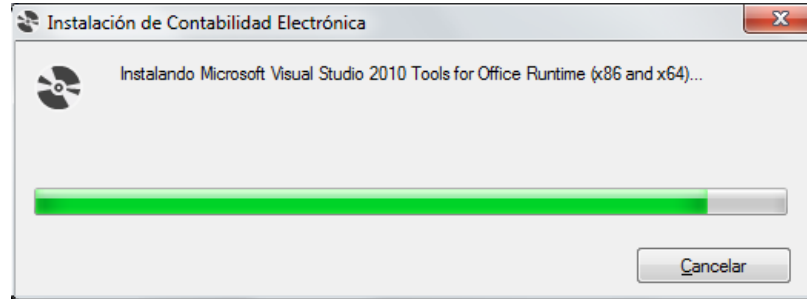 Instalación de Contabilidad Electrónica
Instalando Microsoft Visual Studio 2010 Tools for Office Runtime (x86 and x64)...
Cancelar